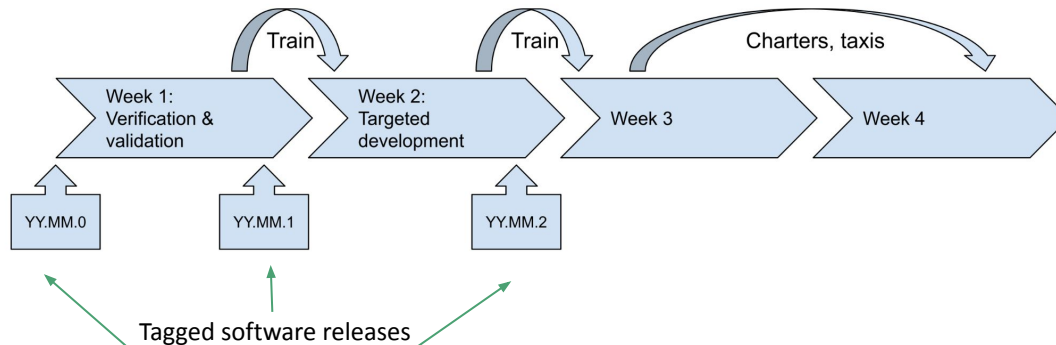 Train
Train
Charters, taxis
Week 1:
Verification &
validation
Week 2:
Targeted
development
Week 3
Week 4
YY.MM.0
YY.MM.1
YY.MM.2
Tagged software releases